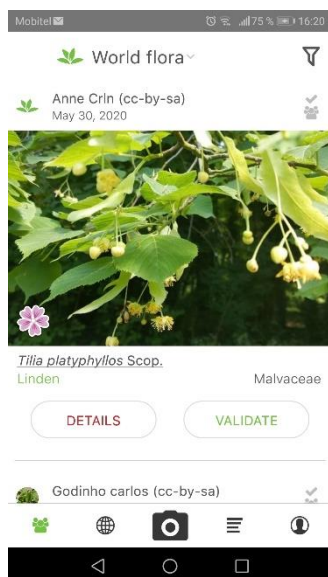 Mobitel 75 % 16:20
World flora
Anne Crln (cc-by-sa)
May 30, 2020
Tilia platyphyllos Scop.
Linden Malvaceae
DETAILS VALIDATE
Godinho carlos (cc-by-sa)